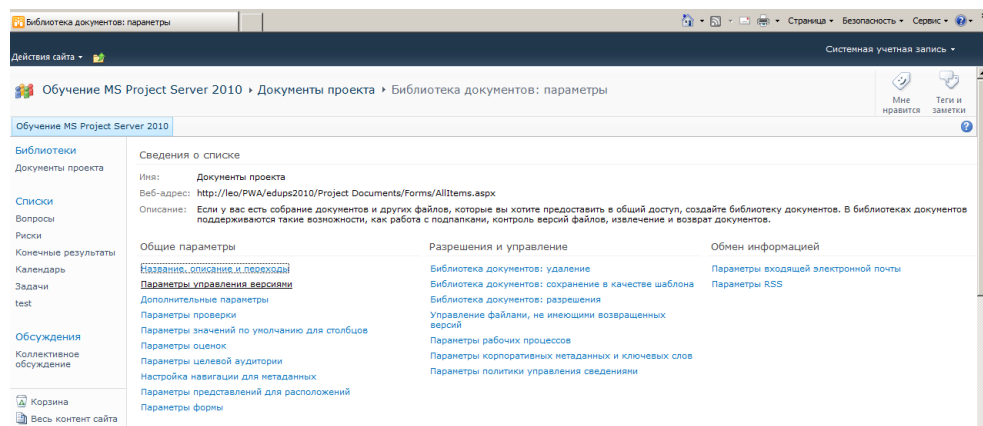 Библиотека документов: параметры
Страница
Безопасность
Сервис
Действия сайта
Системная учетная запись
Обучение MS Project Server 2010 › Документы проекта › Библиотека документов: параметры
Мне нравится
Теги и заметки
Обучение MS Project Server 2010
Библиотеки
Документы проекта
Списки
Вопросы
Риски
Конечные результаты
Календарь
Задачи
test
Обсуждения
Коллективное
обсуждение
Корзина
Весь контент сайта
Сведения о списке
Имя: Документы проекта
Веб-адрес: http://leo/PWA/edups2010/Project Documents/Forms/AllItems.aspx
Описание: Если у вас есть собрание документов и других файлов, которые вы хотите предоставить в общий доступ, создайте библиотеку документов. В библиотеках документов
поддерживаются такие возможности, как работа с подпапками, контроль версий файлов, извлечение и возврат документов.
Общие параметры
Название, описание и переходы
Параметры управления версиями
Дополнительные параметры
Параметры проверки
Параметры значений по умолчанию для столбцов
Параметры оценок
Параметры целевой аудитории
Настройка навигации для метаданных
Параметры представлений для расположений
Параметры формы
Разрешения и управление
Библиотека документов: удаление
Библиотека документов: сохранение в качестве шаблона
Библиотека документов: разрешения
Управление файлами, не имеющими возвращенных
версий
Параметры рабочих процессов
Параметры корпоративных метаданных и ключевых слов
Параметры политики управления сведениями
Обмен информацией
Параметры входящей электронной почты
Параметры RSS